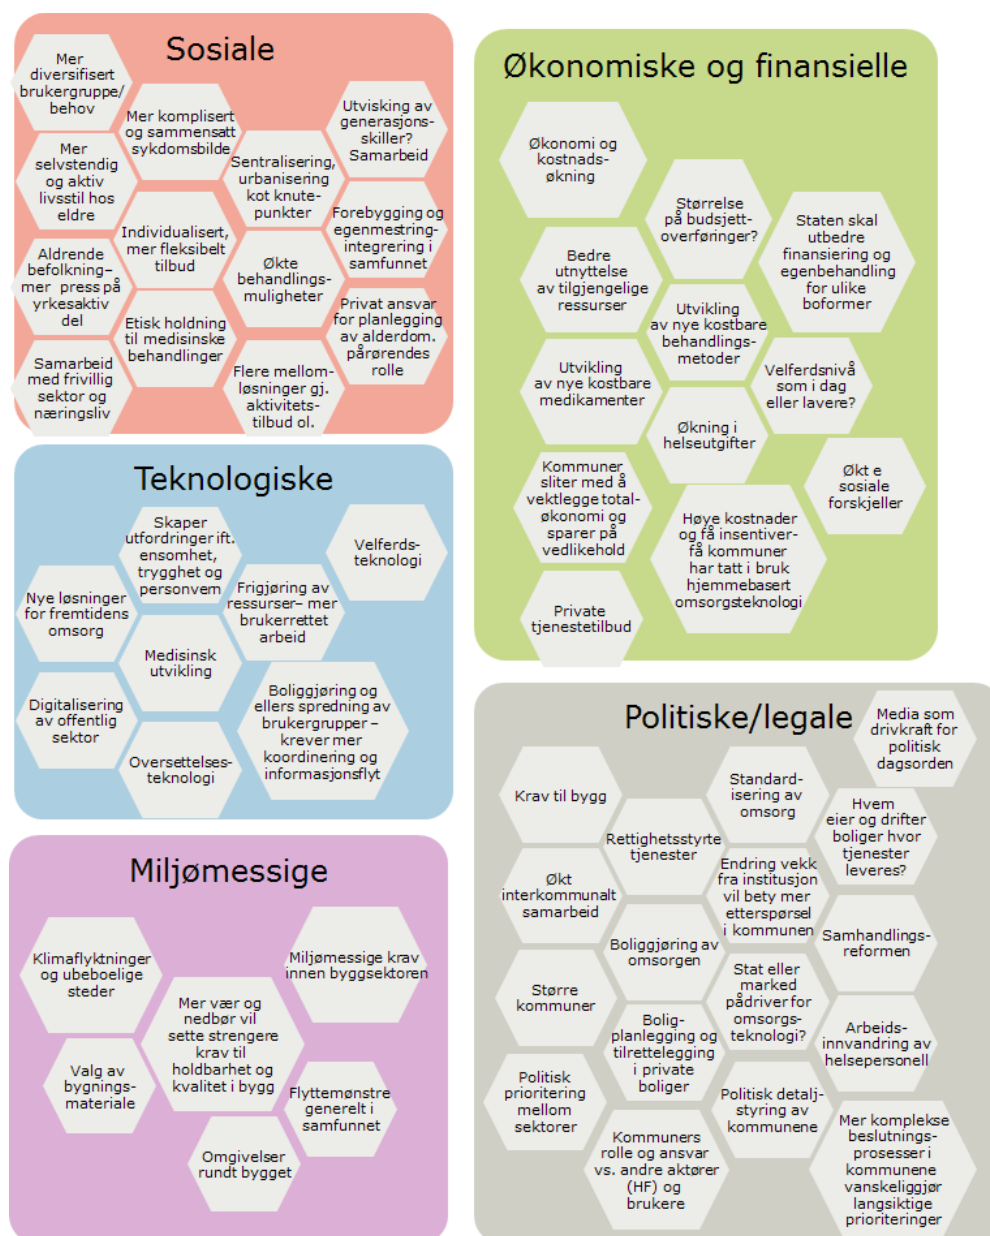 Sosiale
Mer
diversifisert
brukergruppe/
behov
Mer komplisert
og sammensatt
sykdomsbilde
Utvisking av
generasjons-
skiller?
Samarbeid
Mer
selvstendig
og aktiv
livsstil hos
eldre
Sentralisering,
urbanisering
kot knute-
punkter
Individualisert,
mer fleksibelt
tilbud
Forebygging og
egenmestring-
integrering i
samfunnet
Aldrende
befolkning–
mer press på
yrkesaktiv
del
Økte
behandlings-
muligheter
Etisk holdning
til medisinske
behandlinger
Privat ansvar
for planlegging
av alderdom.
pårørendes
rolle
Samarbeid
med frivillig
sektor og
næringsliv
Flere mellom-
løsninger gj.
aktivitets-
tilbud ol.
Økonomiske og finansielle
Økonomi og
kostnads-
økning
Størrelse
på budsjett-
overføringer?
Staten skal
utbedre
finansiering og
egenbehandling
for ulike
boformer
Bedre
utnyttelse
av tilgjengelige
ressurser
Utvikling
av nye kostbare
behandlings-
metoder
Utvikling
av nye kostbare
medikamenter
Velferdsnivå
som i dag
eller lavere?
Økning i
helseutgifter
Kommuner
sliter med å
vektlegge total-
økonomi og
sparer på
vedlikehold
Økt e
sosiale
forskjeller
Høye kostnader
og få insentiver–
få kommuner
har tatt i bruk
hjemmebasert
omsorgsteknologi
Private
tjenestetilbud
Teknologiske
Skaper
utfordringer ift.
ensomhet,
trygghet og
personvern
Velferds-
teknologi
Nye løsninger
for fremtidens
omsorg
Frigjøring av
ressurser– mer
brukerrettet
arbeid
Medisinsk
utvikling
Digitalisering
av offentlig
sektor
Boliggjøring og
ellers spredning av
brukergrupper –
krever mer
koordinering og
informasjonsflyt
Oversettelses-
teknologi
Miljømessige
Klimaflyktninger
og ubeboelige
steder
Miljømessige krav
innen byggsektoren
Mer vær og
nedbør vil
sette strengere
krav til
holdbarhet og
kvalitet i bygg
Valg av
bygnings-
materiale
Flyttemønstre
generelt i
samfunnet
Omgivelser
rundt bygget
Politiske/legale
Media som
drivkraft for
politisk
dagsorden
Krav til bygg
Standard-
isering av
omsorg
Rettighetsstyrte
tjenester
Hvem
eier og drifter
boliger hvor
tjenester
leveres?
Økt
interkommunalt
samarbeid
Endring vekk
fra institusjon
vil bety mer
etterspørsel
i kommunen
Boliggjøring av
omsorgen
Samhandlings-
reformen
Større
kommuner
Stat eller
marked
pådriver for
omsorgs-
teknologi?
Bolig-
planlegging og
tilrettelegging
i private
boliger
Arbeids-
innvandring av
helsepersonell
Politisk
prioritering
mellom
sektorer
Politisk detalj-
styring av
kommunene
Kommuners
rolle og ansvar
vs. andre aktører
(HF) og
brukere
Mer komplekse
beslutnings-
prosesser i
kommunene
vanskeliggjør
langsiktige
prioriteringer